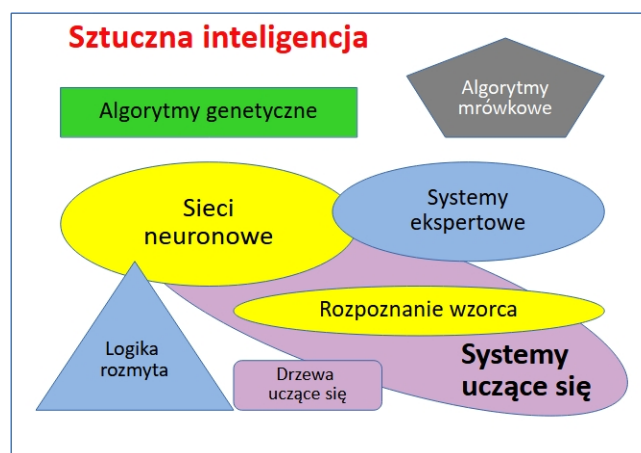 Sztuczna inteligencja
Algorytmy genetyczne
Algorytmy
mrówkowe
Sieci
neuronowe
Systemy
ekspertowe
Rozpoznanie wzorca
Logika
rozmyta
Drzewa
uczące się
Systemy
uczące się